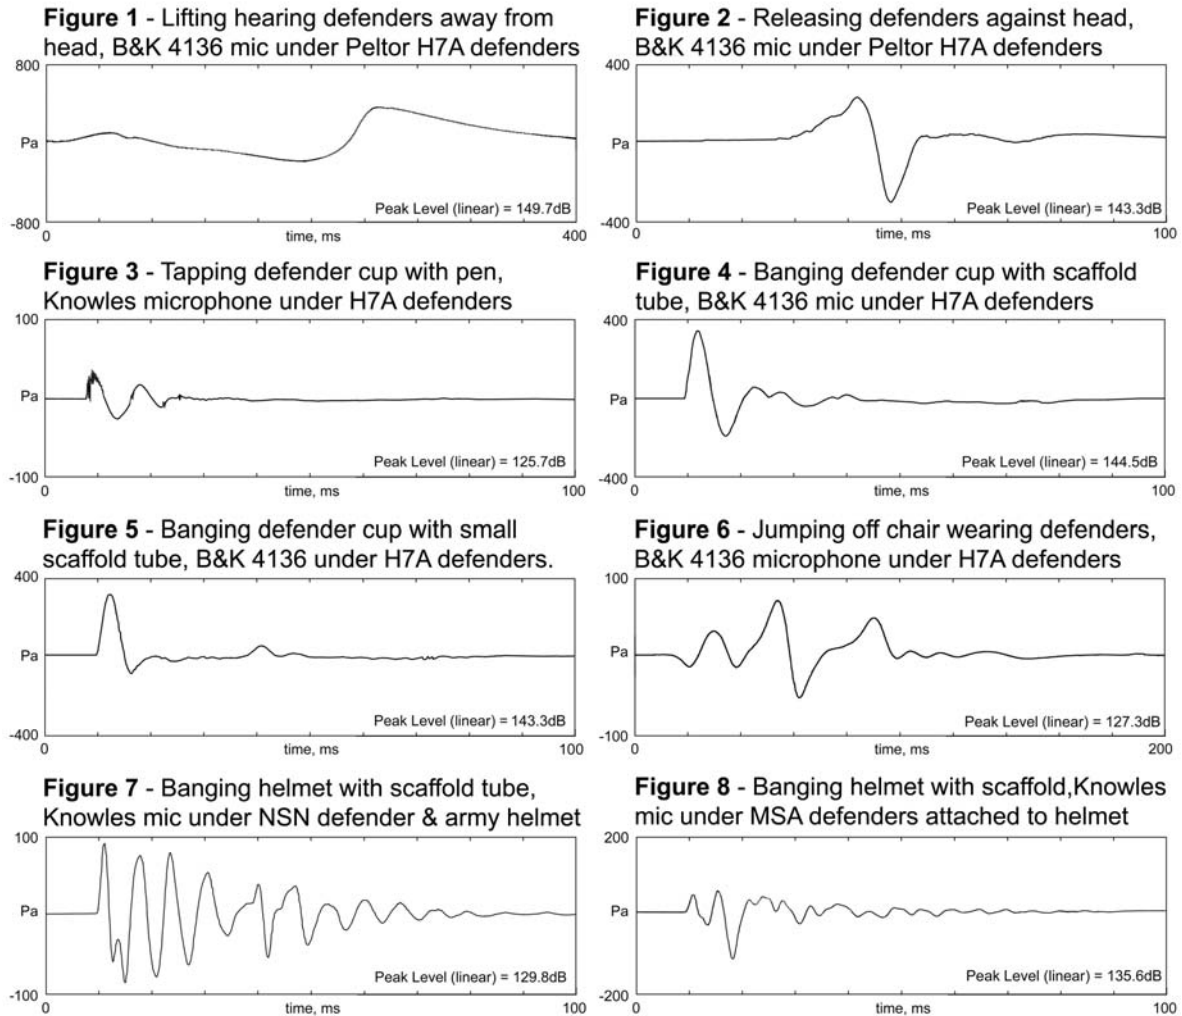 Figure 1 - Lifting hearing defenders away from
head, B&K 4136 mic under Peltor H7A defenders
800
Pa
-800
Peak Level (linear) = 149.7dB
0
time, ms
400
Figure 2 - Releasing defenders against head,
B&K 4136 mic under Peltor H7A defenders
400
Pa
-400
Peak Level (linear) = 143.3dB
0
time, ms
100
Figure 3 - Tapping defender cup with pen,
Knowles microphone under H7A defenders
100
Pa
-100
Peak Level (linear) = 125.7dB
0
time, ms
100
Figure 4 - Banging defender cup with scaffold
tube, B&K 4136 mic under H7A defenders
400
Pa
-400
Peak Level (linear) = 144.5dB
0
time, ms
100
Figure 5 - Banging defender cup with small
scaffold tube, B&K 4136 under H7A defenders.
400
Pa
-400
Peak Level (linear) = 143.3dB
0
time, ms
100
Figure 6 - Jumping off chair wearing defenders,
B&K 4136 microphone under H7A defenders
100
Pa
-100
Peak Level (linear) = 127.3dB
0
time, ms
200
Figure 7 - Banging helmet with scaffold tube,
Knowles mic under NSN defender & army helmet
100
Pa
-100
Peak Level (linear) = 129.8dB
0
time, ms
100
Figure 8 - Banging helmet with scaffold,Knowles
mic under MSA defenders attached to helmet
200
Pa
-200
Peak Level (linear) = 135.6dB
0
time, ms
100